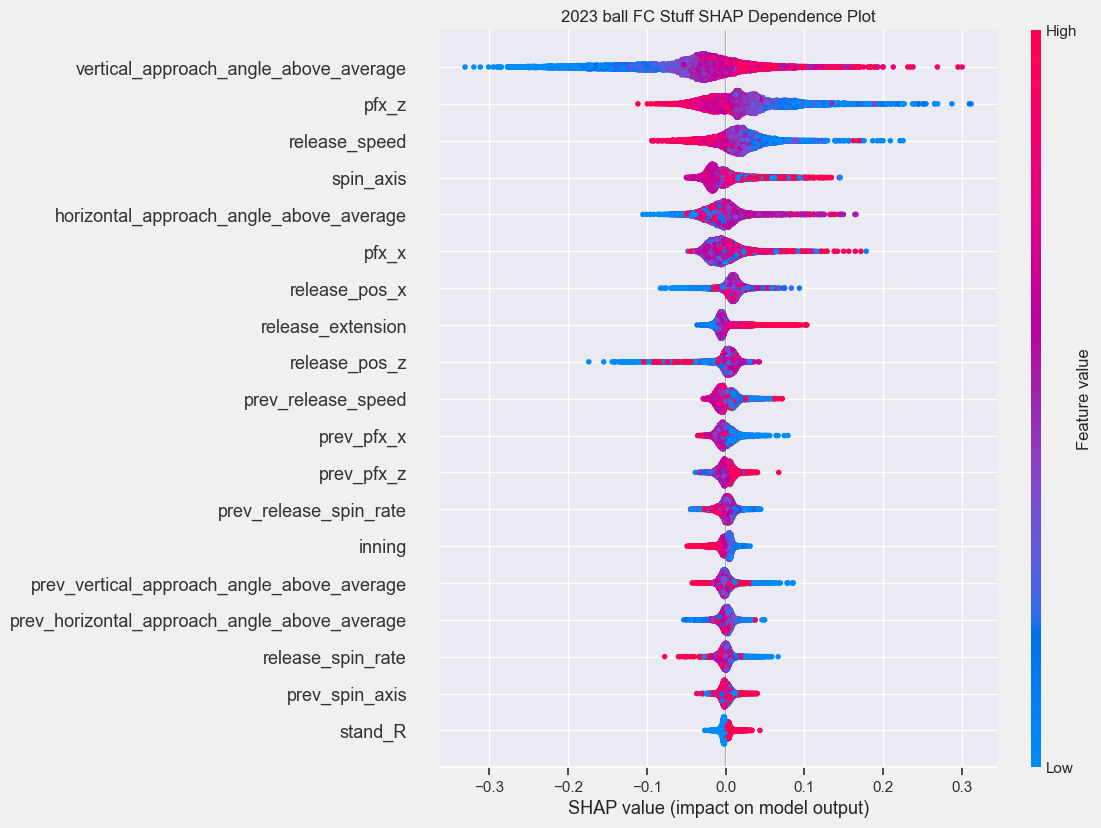 2023 ball FC Stuff SHAP Dependence Plot
High
vertical_approach_angle_above_average
pfx_z
release_speed
spin_axis
horizontal_approach_angle_above_average
pfx_x
release_pos_x
release_extension
release_pos_z
prev_release_speed
prev_pfx_x
prev_pfx_z
prev_release_spin_rate
inning
prev_vertical_approach_angle_above_average
prev_horizontal_approach_angle_above_average
release_spin_rate
prev_spin_axis
stand_R
Feature value
Low
−0.3 −0.2 −0.1 0.0 0.1 0.2 0.3
SHAP value (impact on model output)